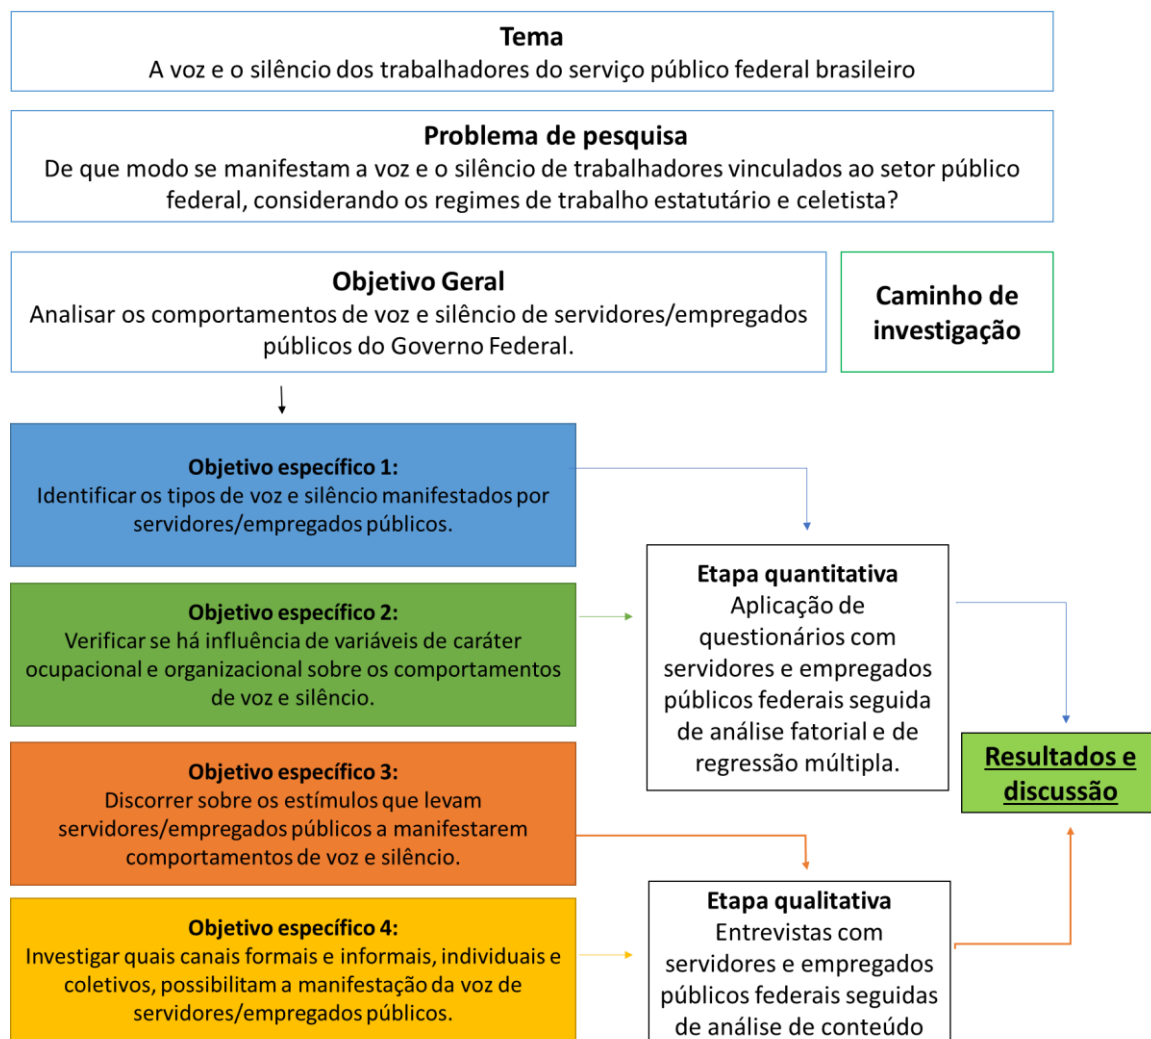 Tema
A voz e o silêncio dos trabalhadores do serviço público federal brasileiro
Problema de pesquisa
De que modo se manifestam a voz e o silêncio de trabalhadores vinculados ao setor público
federal, considerando os regimes de trabalho estatutário e celetista?
Objetivo Geral
Analisar os comportamentos de voz e silêncio de servidores/empregados
públicos do Governo Federal.
Caminho de
investigação
Objetivo específico 1:
Identificar os tipos de voz e silêncio manifestados por
servidores/empregados públicos.
Objetivo específico 2:
Verificar se há influência de variáveis de caráter
ocupacional e organizacional sobre os comportamentos
de voz e silêncio.
Objetivo específico 3:
Discorrer sobre os estímulos que levam
servidores/empregados públicos a manifestarem
comportamentos de voz e silêncio.
Objetivo específico 4:
Investigar quais canais formais e informais, individuais e
coletivos, possibilitam a manifestação da voz de
servidores/empregados públicos.
Etapa quantitativa
Aplicação de
questionários com
servidores e empregados
públicos federais seguida
de análise fatorial e de
regressão múltipla.
Etapa qualitativa
Entrevistas com
servidores e empregados
públicos federais seguidas
de análise de conteúdo
Resultados e
discussão